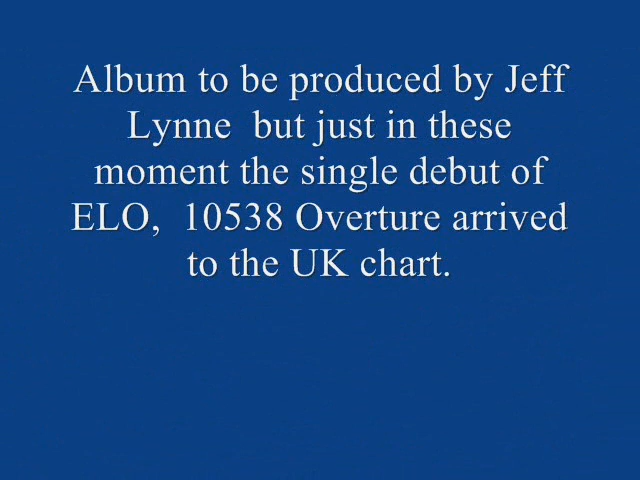 Album to be produced by Jeff
Lynne  but just in these
moment the single debut of
ELO,  10538 Overture arrived
to the UK chart.